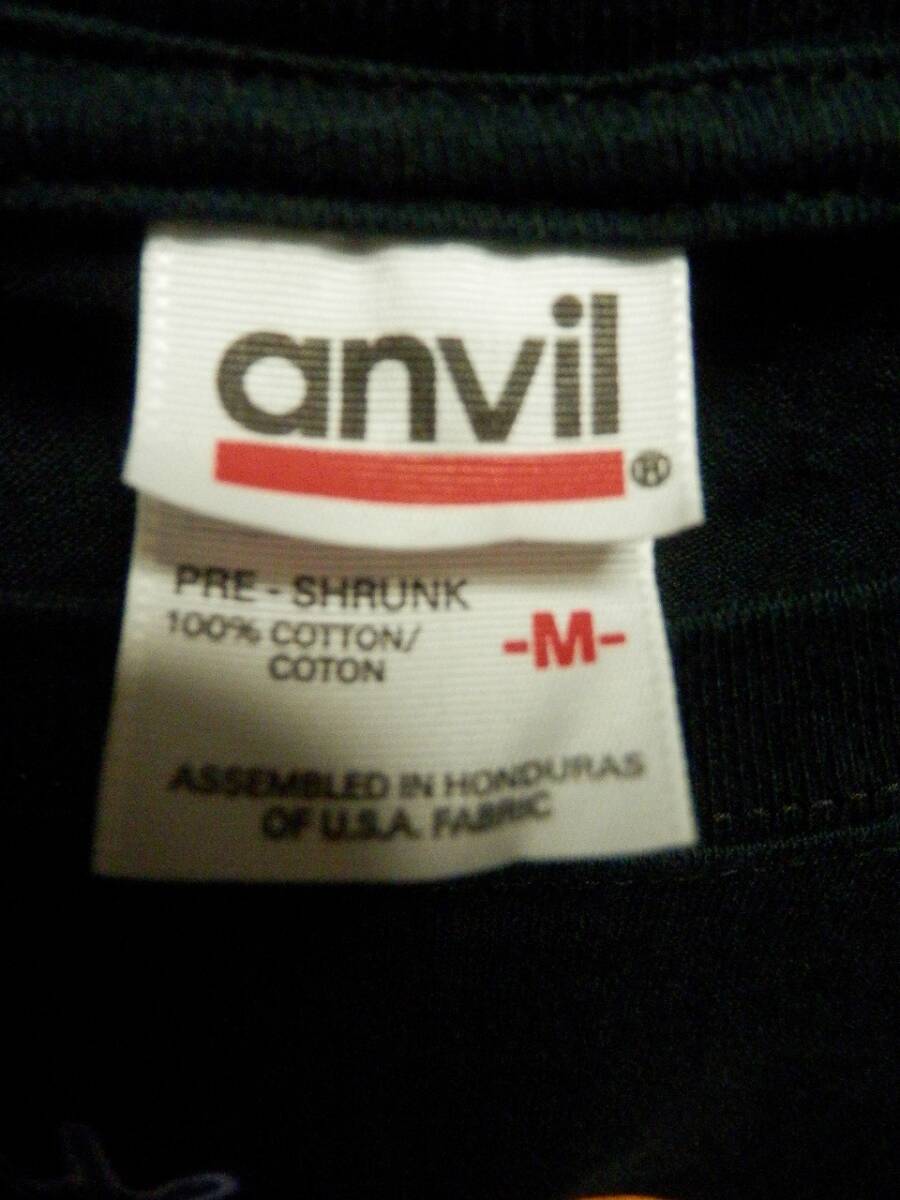 anvil
®
PRE-SHRUNK
100% COTTON/
COTON
-M-
ASSEMBLED IN HONDURAS
OF U.S.A. FABRIC